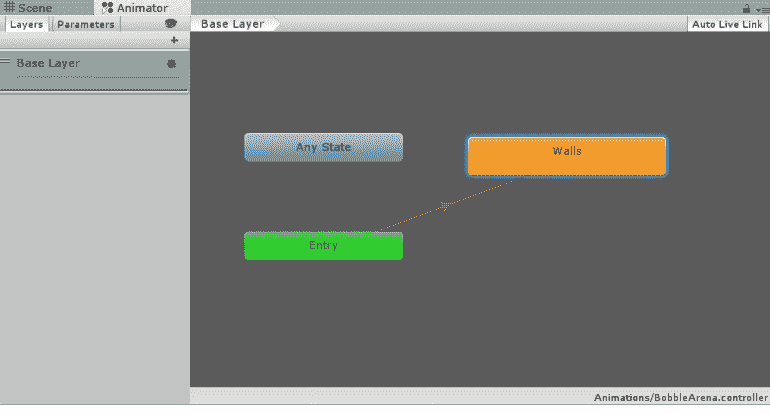 Scene Animator
Layers Parameters Base Layer Auto Live Link
+
Base Layer
Any State Walls
Entry
Animations/BobbleArena.controller